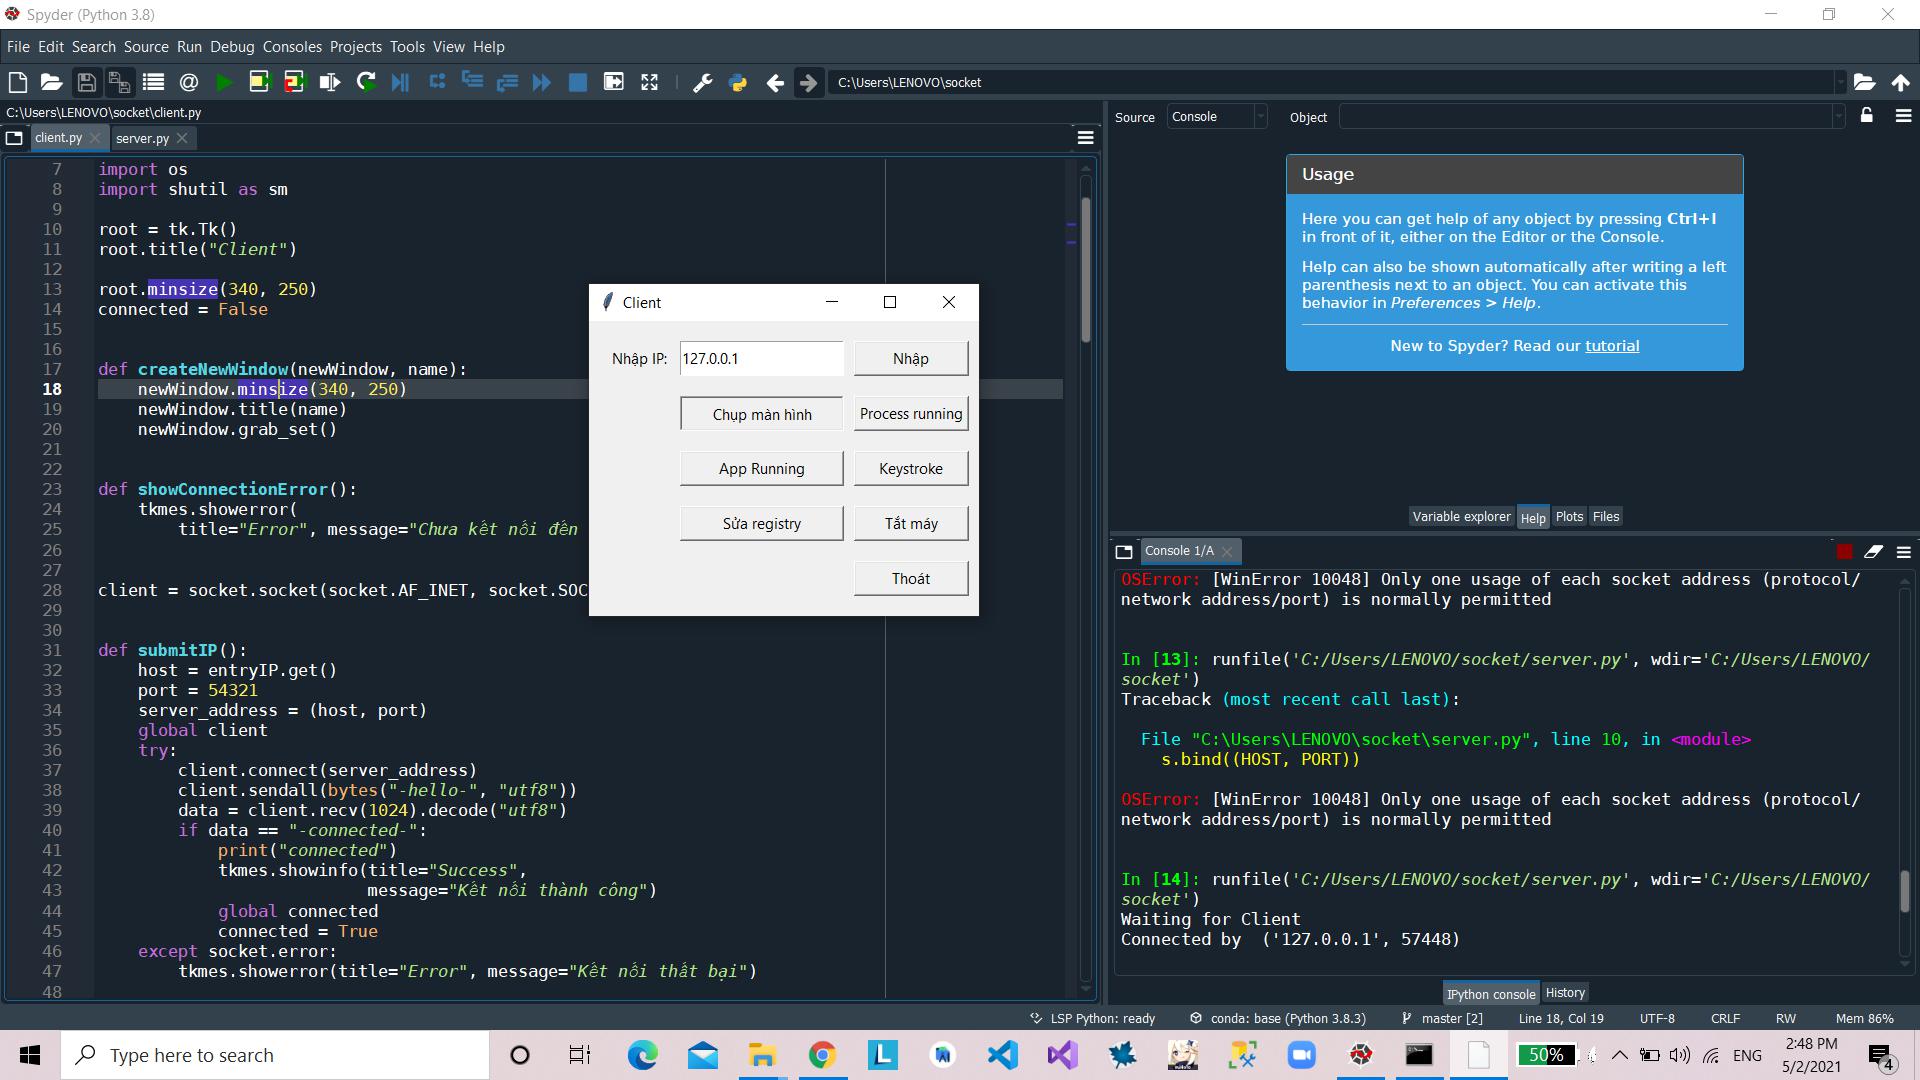 Spyder (Python 3.8)
File Edit Search Source Run Debug Consoles Projects Tools View Help
C:\Users\LENOVO\socket
C:\Users\LENOVO\socket\client.py
client.py server.py
7 import os
8 import shutil as sm
9
10 root = tk.Tk()
11 root.title("Client")
12
13 root.minsize(340, 250)
14 connected = False
15
16
17 def createNewWindow(newWindow, name):
18 newWindow.minsize(340, 250)
19 newWindow.title(name)
20 newWindow.grab_set()
21
22
23 def showConnectionError():
24 tkmes.showerror(
25 title="Error", message="Chưa kết nối đến
26
27
28 client = socket.socket(socket.AF_INET, socket.SOC
29
30
31 def submitIP():
32 host = entryIP.get()
33 port = 54321
34 server_address = (host, port)
35 global client
36 try:
37 client.connect(server_address)
38 client.sendall(bytes("-hello-", "utf8"))
39 data = client.recv(1024).decode("utf8")
40 if data == "-connected-":
41 print("connected")
42 tkmes.showinfo(title="Success",
43 message="Kết nối thành công")
44 global connected
45 connected = True
46 except socket.error:
47 tkmes.showerror(title="Error", message="Kết nối thất bại")
48
Client
Nhập IP: 127.0.0.1 Nhập
Chụp màn hình Process running
App Running Keystroke
Sửa registry Tắt máy
Thoát
Source Console Object
Usage
Here you can get help of any object by pressing Ctrl+I
in front of it, either on the Editor or the Console.
Help can also be shown automatically after writing a left
parenthesis next to an object. You can activate this
behavior in Preferences > Help.
New to Spyder? Read our tutorial
Variable explorer Help Plots Files
Console 1/A
OSError: [WinError 10048] Only one usage of each socket address (protocol/
network address/port) is normally permitted
In [13]: runfile('C:/Users/LENOVO/socket/server.py', wdir='C:/Users/LENOVO/
socket')
Traceback (most recent call last):
File "C:\Users\LENOVO\socket\server.py", line 10, in <module>
s.bind((HOST, PORT))
OSError: [WinError 10048] Only one usage of each socket address (protocol/
network address/port) is normally permitted
In [14]: runfile('C:/Users/LENOVO/socket/server.py', wdir='C:/Users/LENOVO/
socket')
Waiting for Client
Connected by ('127.0.0.1', 57448)
IPython console History
LSP Python: ready conda: base (Python 3.8.3) master [2] Line 18, Col 19 UTF-8 CRLF RW Mem 86%
Type here to search
L
50%
ENG
2:48 PM
5/2/2021
4